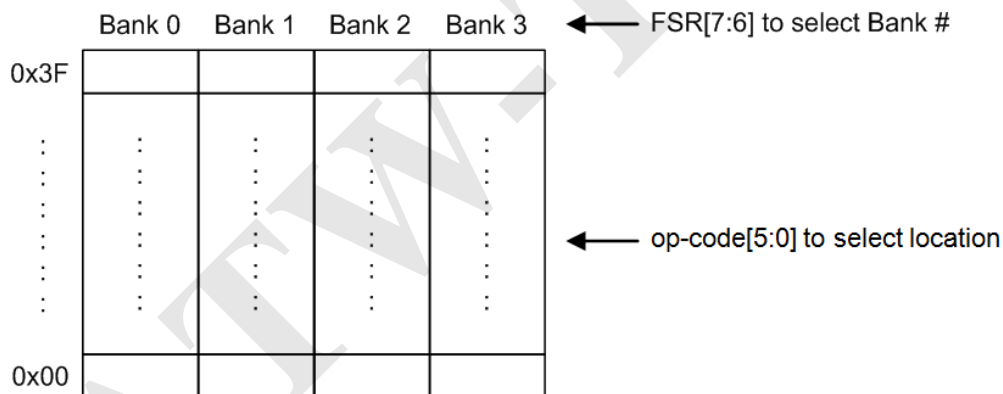 Bank 0 Bank 1 Bank 2 Bank 3 FSR[7:6] to select Bank #
0x3F
op-code[5:0] to select location
0x00